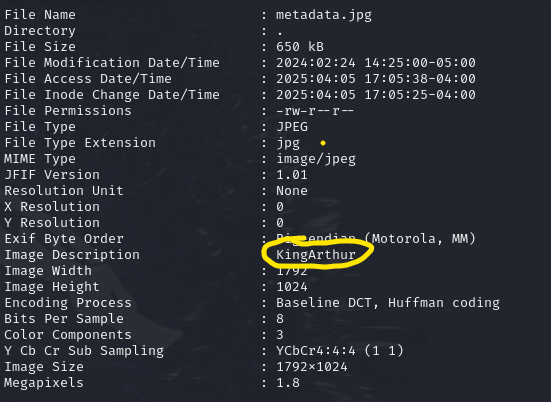 File Name : metadata.jpg
Directory : .
File Size : 650 kB
File Modification Date/Time : 2024:02:24 14:25:00-05:00
File Access Date/Time : 2025:04:05 17:05:38-04:00
File Inode Change Date/Time : 2025:04:05 17:05:25-04:00
File Permissions : -rw-r--r--
File Type : JPEG
File Type Extension : jpg
MIME Type : image/jpeg
JFIF Version : 1.01
Resolution Unit : None
X Resolution : 0
Y Resolution : 0
Exif Byte Order : Big-endian (Motorola, MM)
Image Description : KingArthur
Image Width : 1792
Image Height : 1024
Encoding Process : Baseline DCT, Huffman coding
Bits Per Sample : 8
Color Components : 3
Y Cb Cr Sub Sampling : YCbCr4:4:4 (1 1)
Image Size : 1792×1024
Megapixels : 1.8